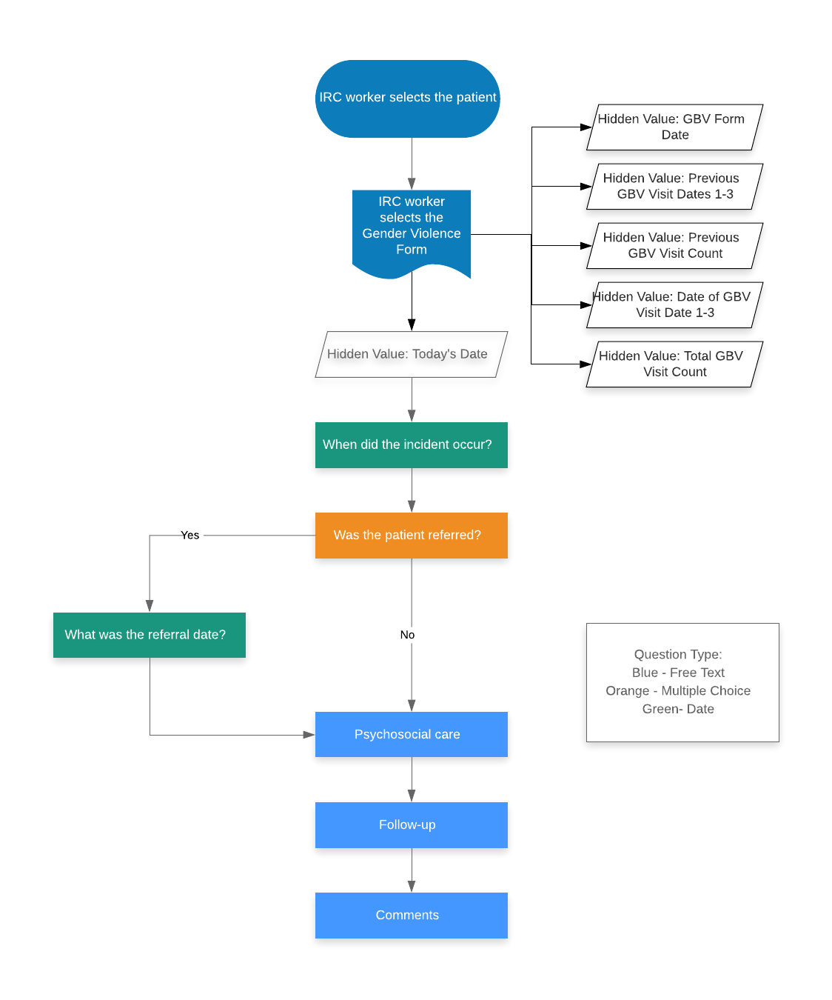 IRC worker selects the patient
IRC worker
selects the
Gender Violence
Form
Hidden Value: GBV Form
Date
Hidden Value: Previous
GBV Visit Dates 1-3
Hidden Value: Previous
GBV Visit Count
Hidden Value: Date of GBV
Visit Date 1-3
Hidden Value: Total GBV
Visit Count
Hidden Value: Today's Date
When did the incident occur?
Was the patient referred?
Yes
What was the referral date?
No
Question Type:
Blue - Free Text
Orange - Multiple Choice
Green- Date
Psychosocial care
Follow-up
Comments